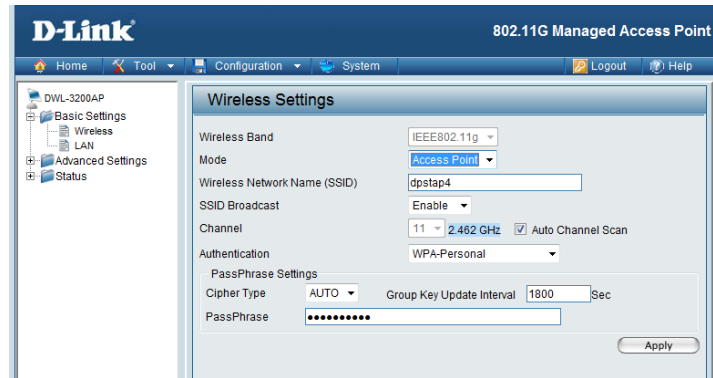 D-Link
802.11G Managed Access Point
Home Tool Configuration System Logout Help
DWL-3200AP
Basic Settings
Wireless
LAN
Advanced Settings
Status
Wireless Settings
Wireless Band IEEE802.11g
Mode Access Point
Wireless Network Name (SSID) dpstap4
SSID Broadcast Enable
Channel 11 2.462 GHz Auto Channel Scan
Authentication WPA-Personal
PassPhrase Settings
Cipher Type AUTO Group Key Update Interval 1800 Sec
PassPhrase ●●●●●●●●●●
Apply